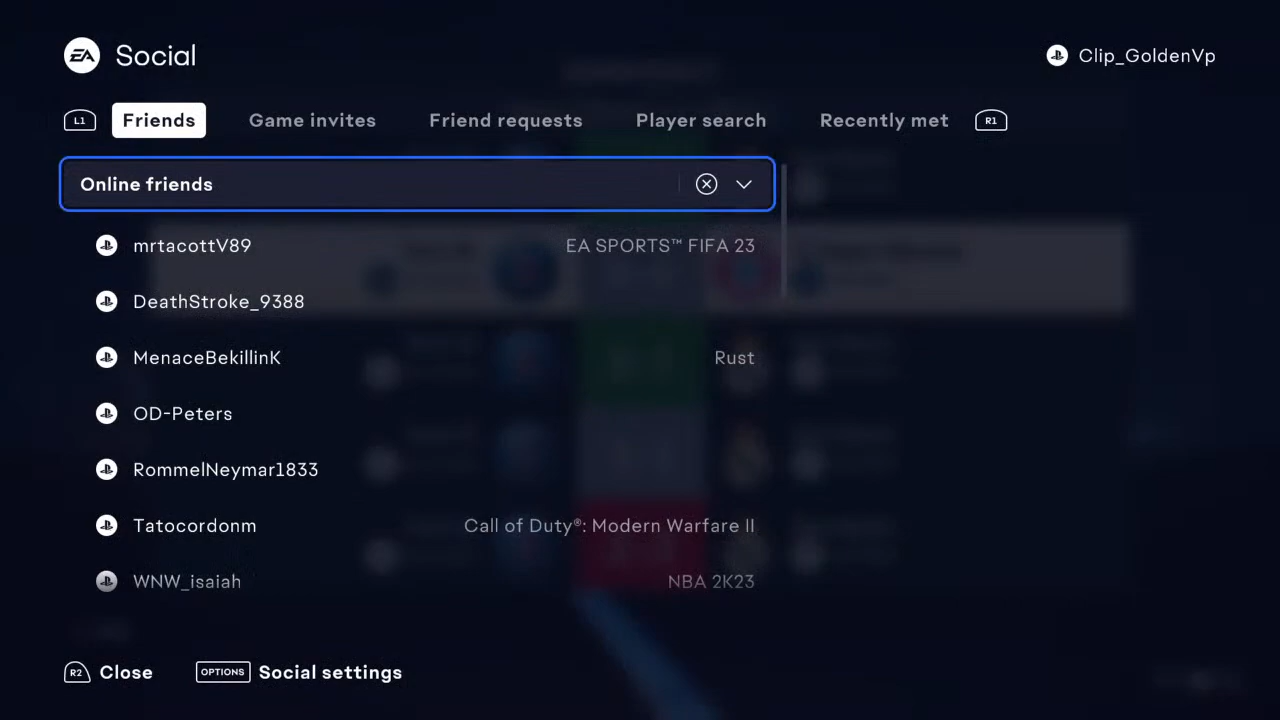 EA Social
Clip_GoldenVp
L1 Friends Game invites Friend requests Player search Recently met R1
Online friends
mrtacottV89 EA SPORTS™ FIFA 23
DeathStroke_9388
MenaceBekillinK Rust
OD-Peters
RommelNeymar1833
Tatocordonm Call of Duty®: Modern Warfare II
WNW_isaiah NBA 2K23
R2 Close OPTIONS Social settings